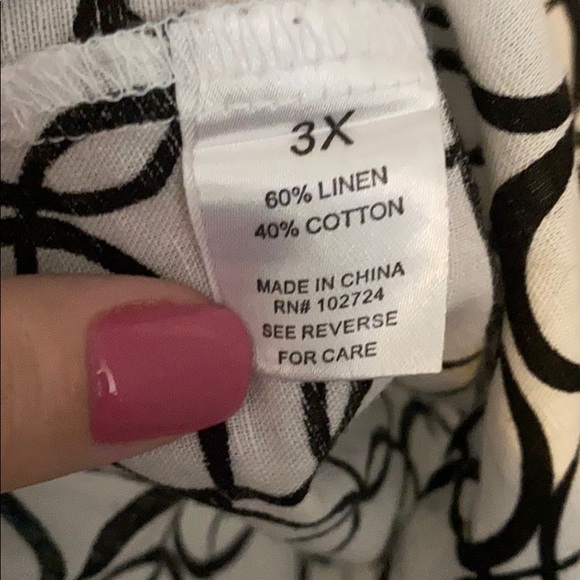 3X
60% LINEN
40% COTTON
MADE IN CHINA
RN# 102724
SEE REVERSE
FOR CARE